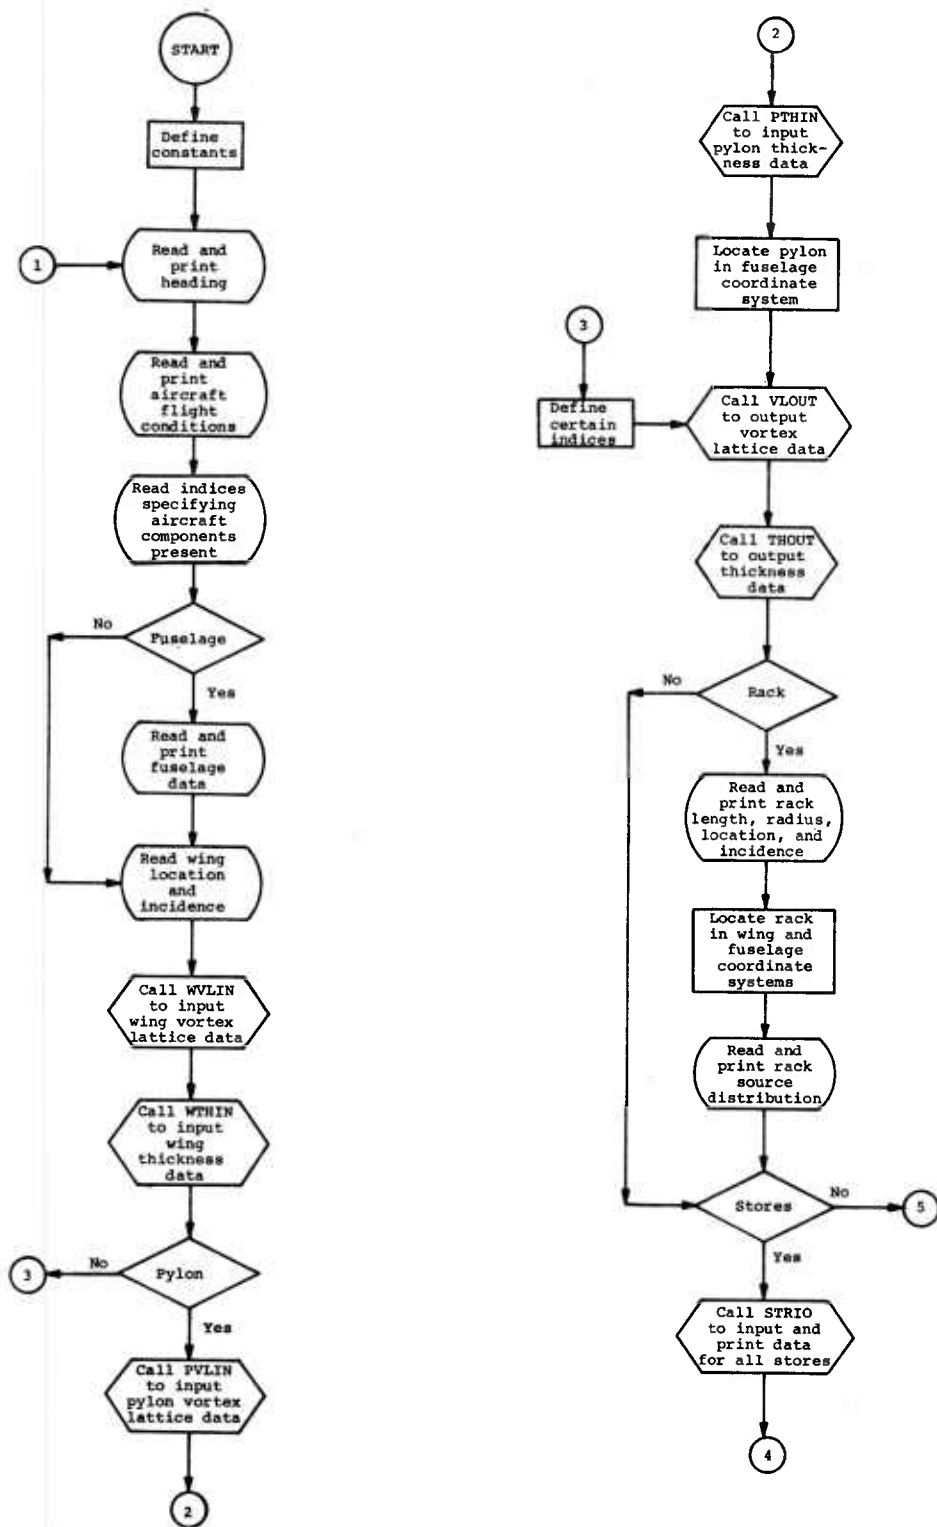 START
Define
constants
1
Read and
print
heading
Read and
print
aircraft
flight
conditions
Read indices
specifying
aircraft
components
present
No
Fuselage
Yes
Read and
print
fuselage
data
Read wing
location
and
incidence
Call WVLIN
to input
wing vortex
lattice data
Call WTHIN
to input
wing
thickness
data
3
No
Pylon
Yes
Call PVLIN
to input
pylon vortex
lattice data
2
2
Call PTHIN
to input
pylon thick-
ness data
Locate pylon
in fuselage
coordinate
system
3
Define
certain
indices
Call VLOUT
to output
vortex
lattice data
Call THOUT
to output
thickness
data
No
Rack
Yes
Read and
print rack
length, radius,
location, and
incidence
Locate rack
in wing and
fuselage
coordinate
systems
Read and
print rack
source
distribution
Stores
No
5
Yes
Call STRIO
to input and
print data
for all stores
4